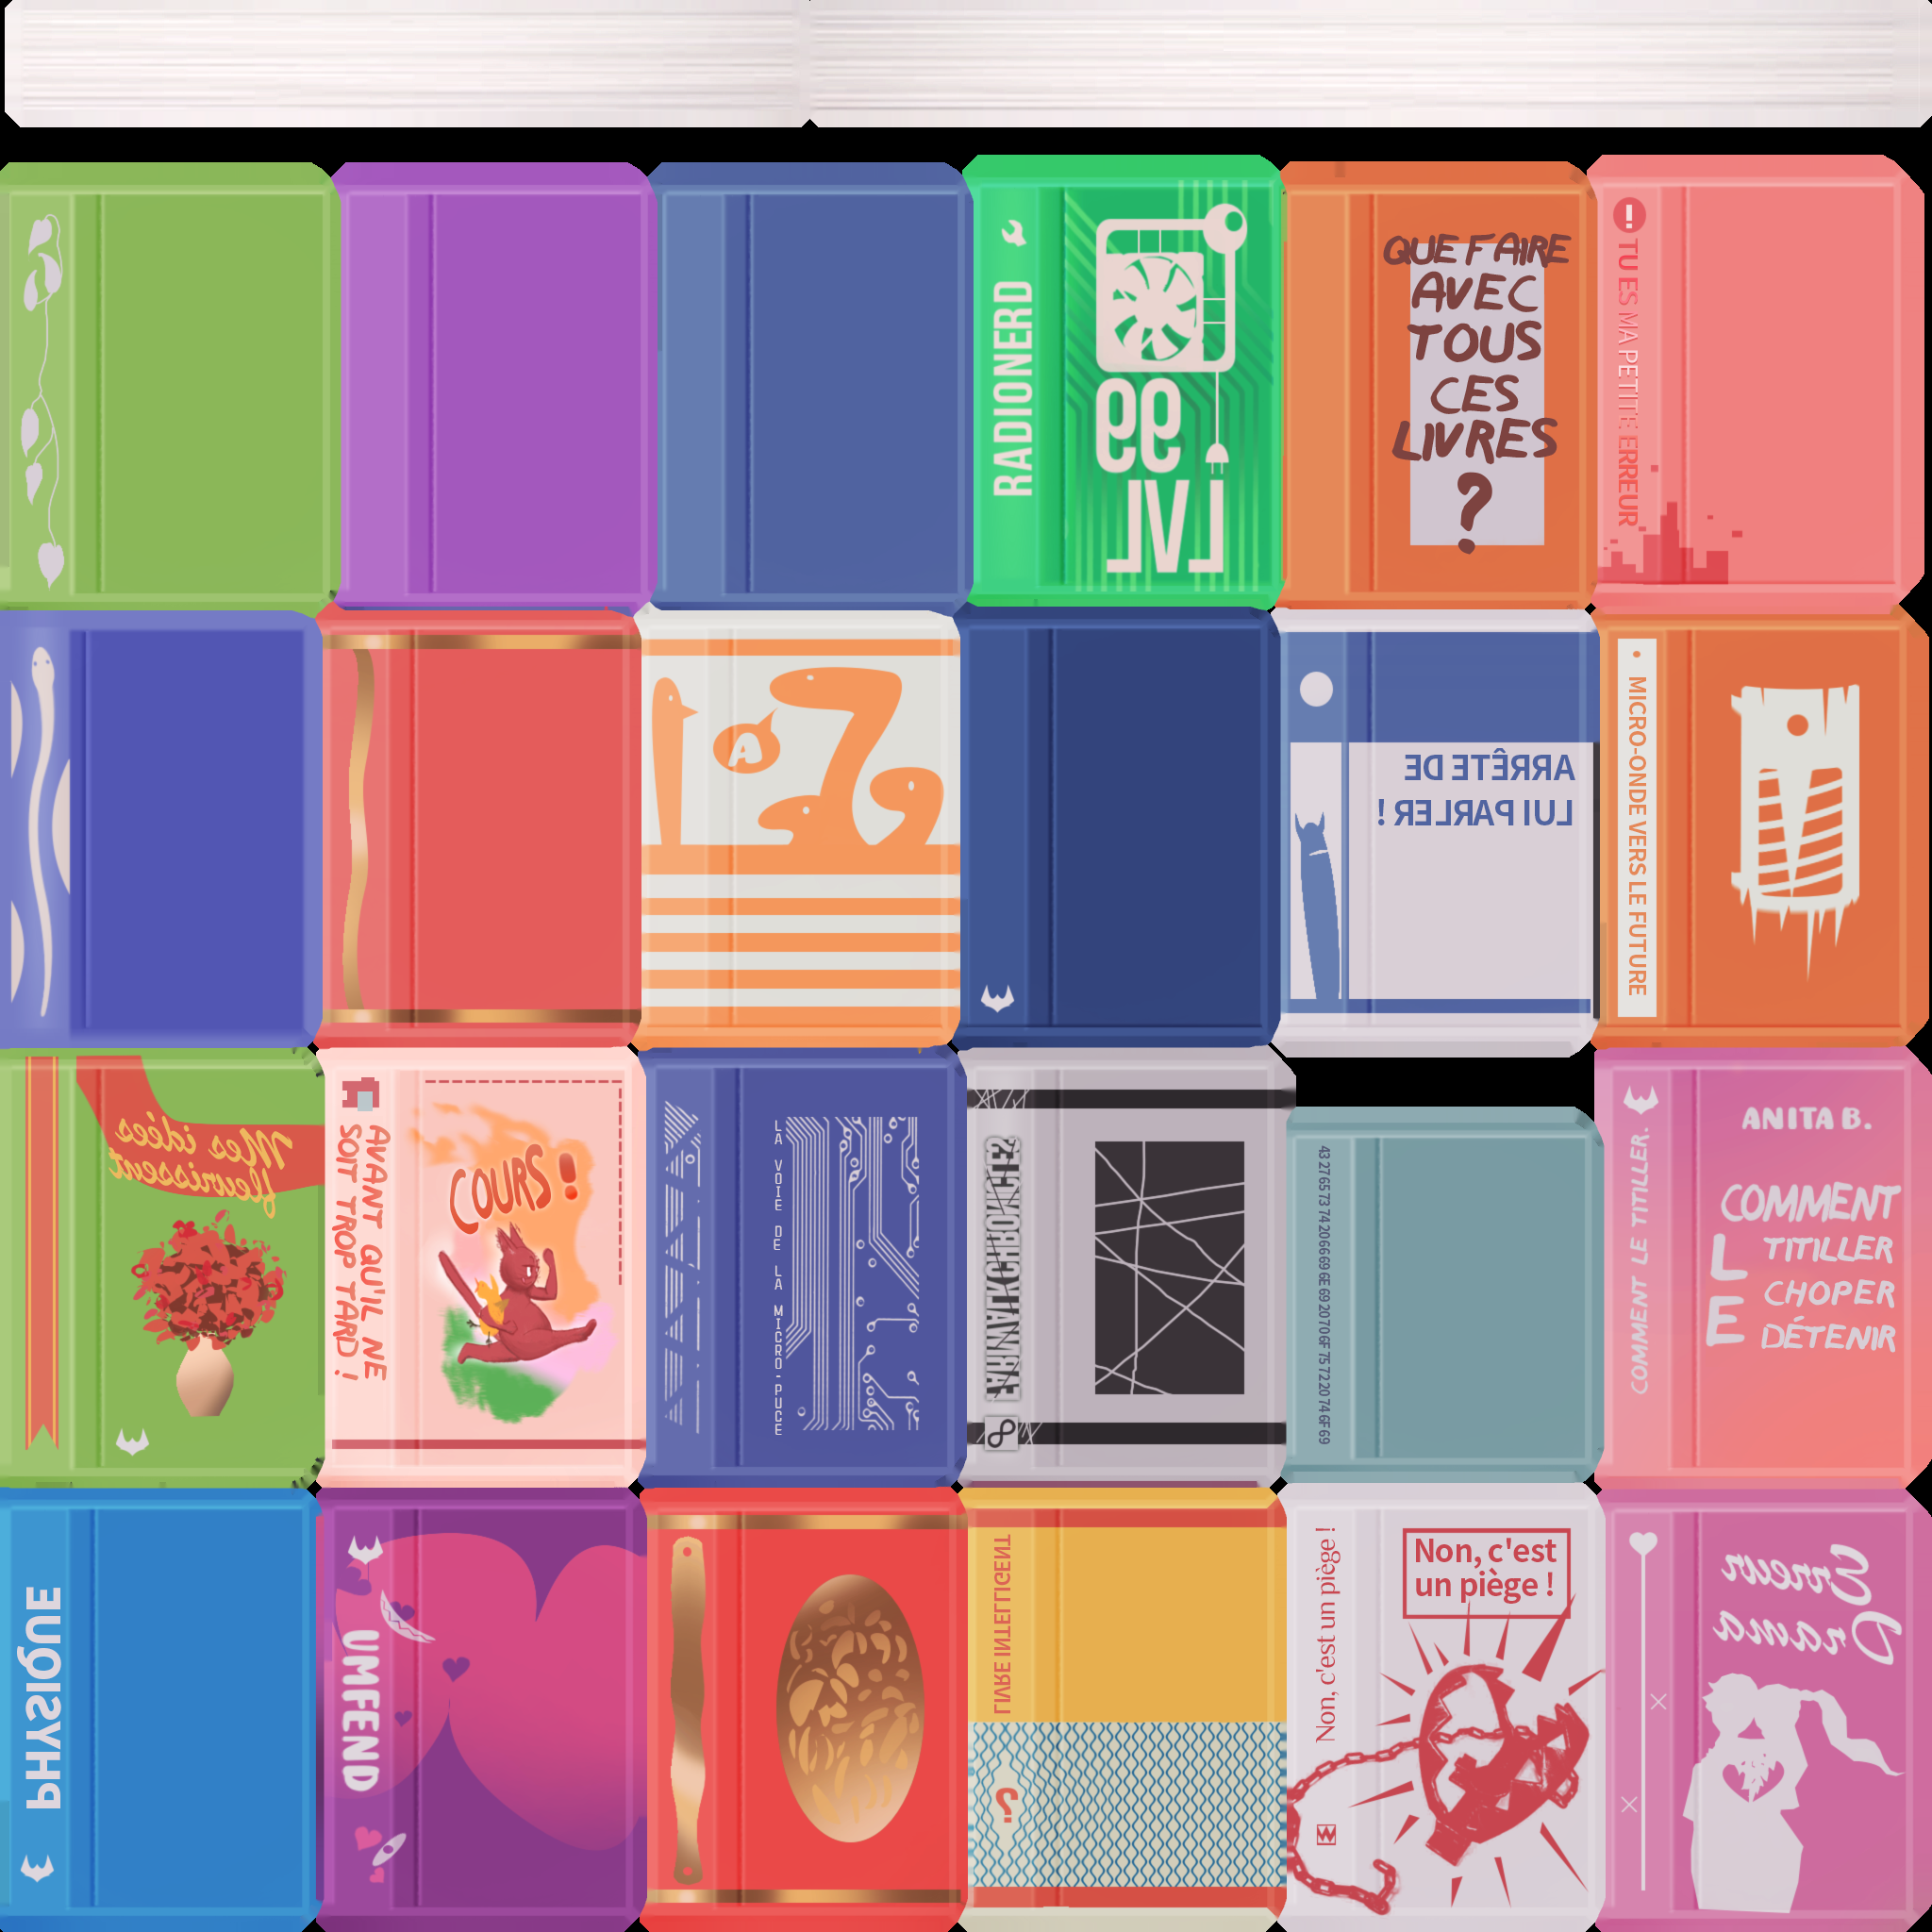 RADIONERD
LVL
99
QUE FAIRE
AVEC
TOUS
CES
LIVRES
?
TU ES MA PETITE ERREUR
A
ARRÊTE DE
LUI PARLER !
• MICRO-ONDE VERS LE FUTURE
Mes idées
fleurissent
AVANT QU'IL NE
SOIT TROP TARD !
COURS !
LA VOIE DE LA MICRO-PUCE
COMMENT LE TITILLER.
ANITA B.
COMMENT
LE
TITILLER
CHOPER
DÉTENIR
PHYSIQUE
UMFEND
LIVRE INTELLIGENT
?
Non, c'est un piège !
Non, c'est
un piège !
Erreur
Drama